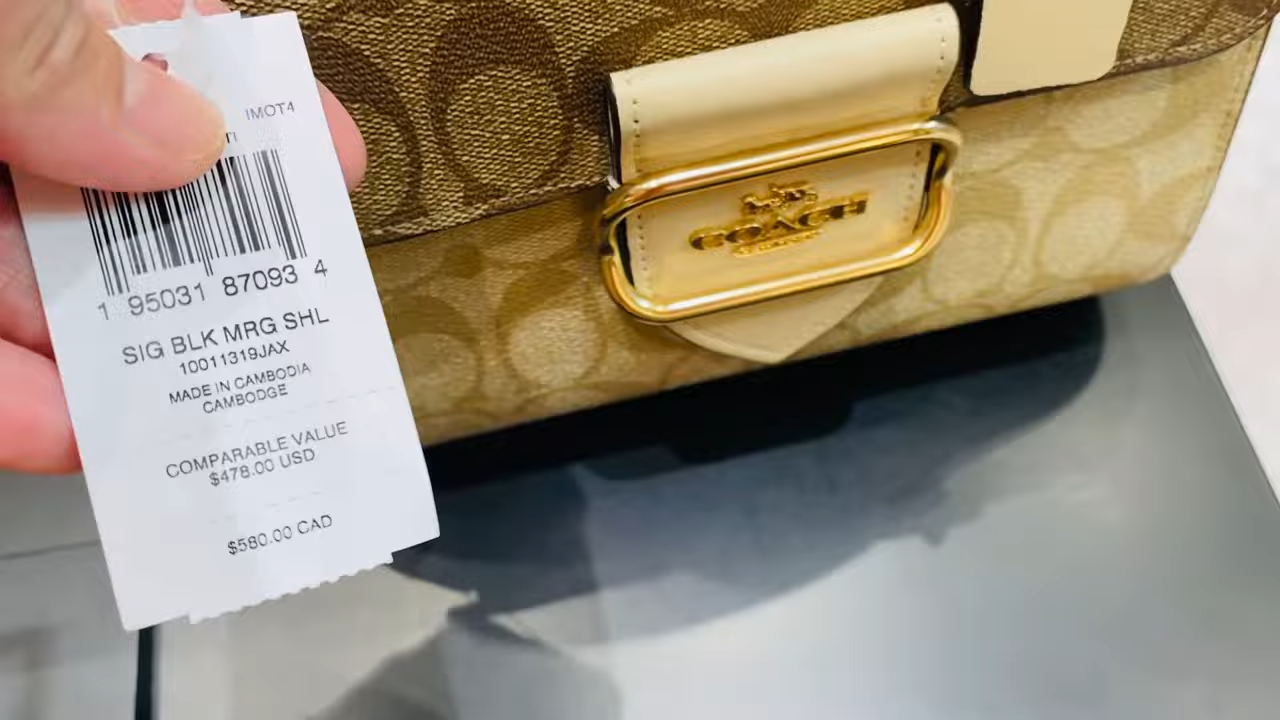 IMOT4
1 95031 87093 4
SIG BLK MRG SHL
10011319JAX
MADE IN CAMBODIA
CAMBODGE
COMPARABLE VALUE
$478.00 USD
$580.00 CAD
COACH